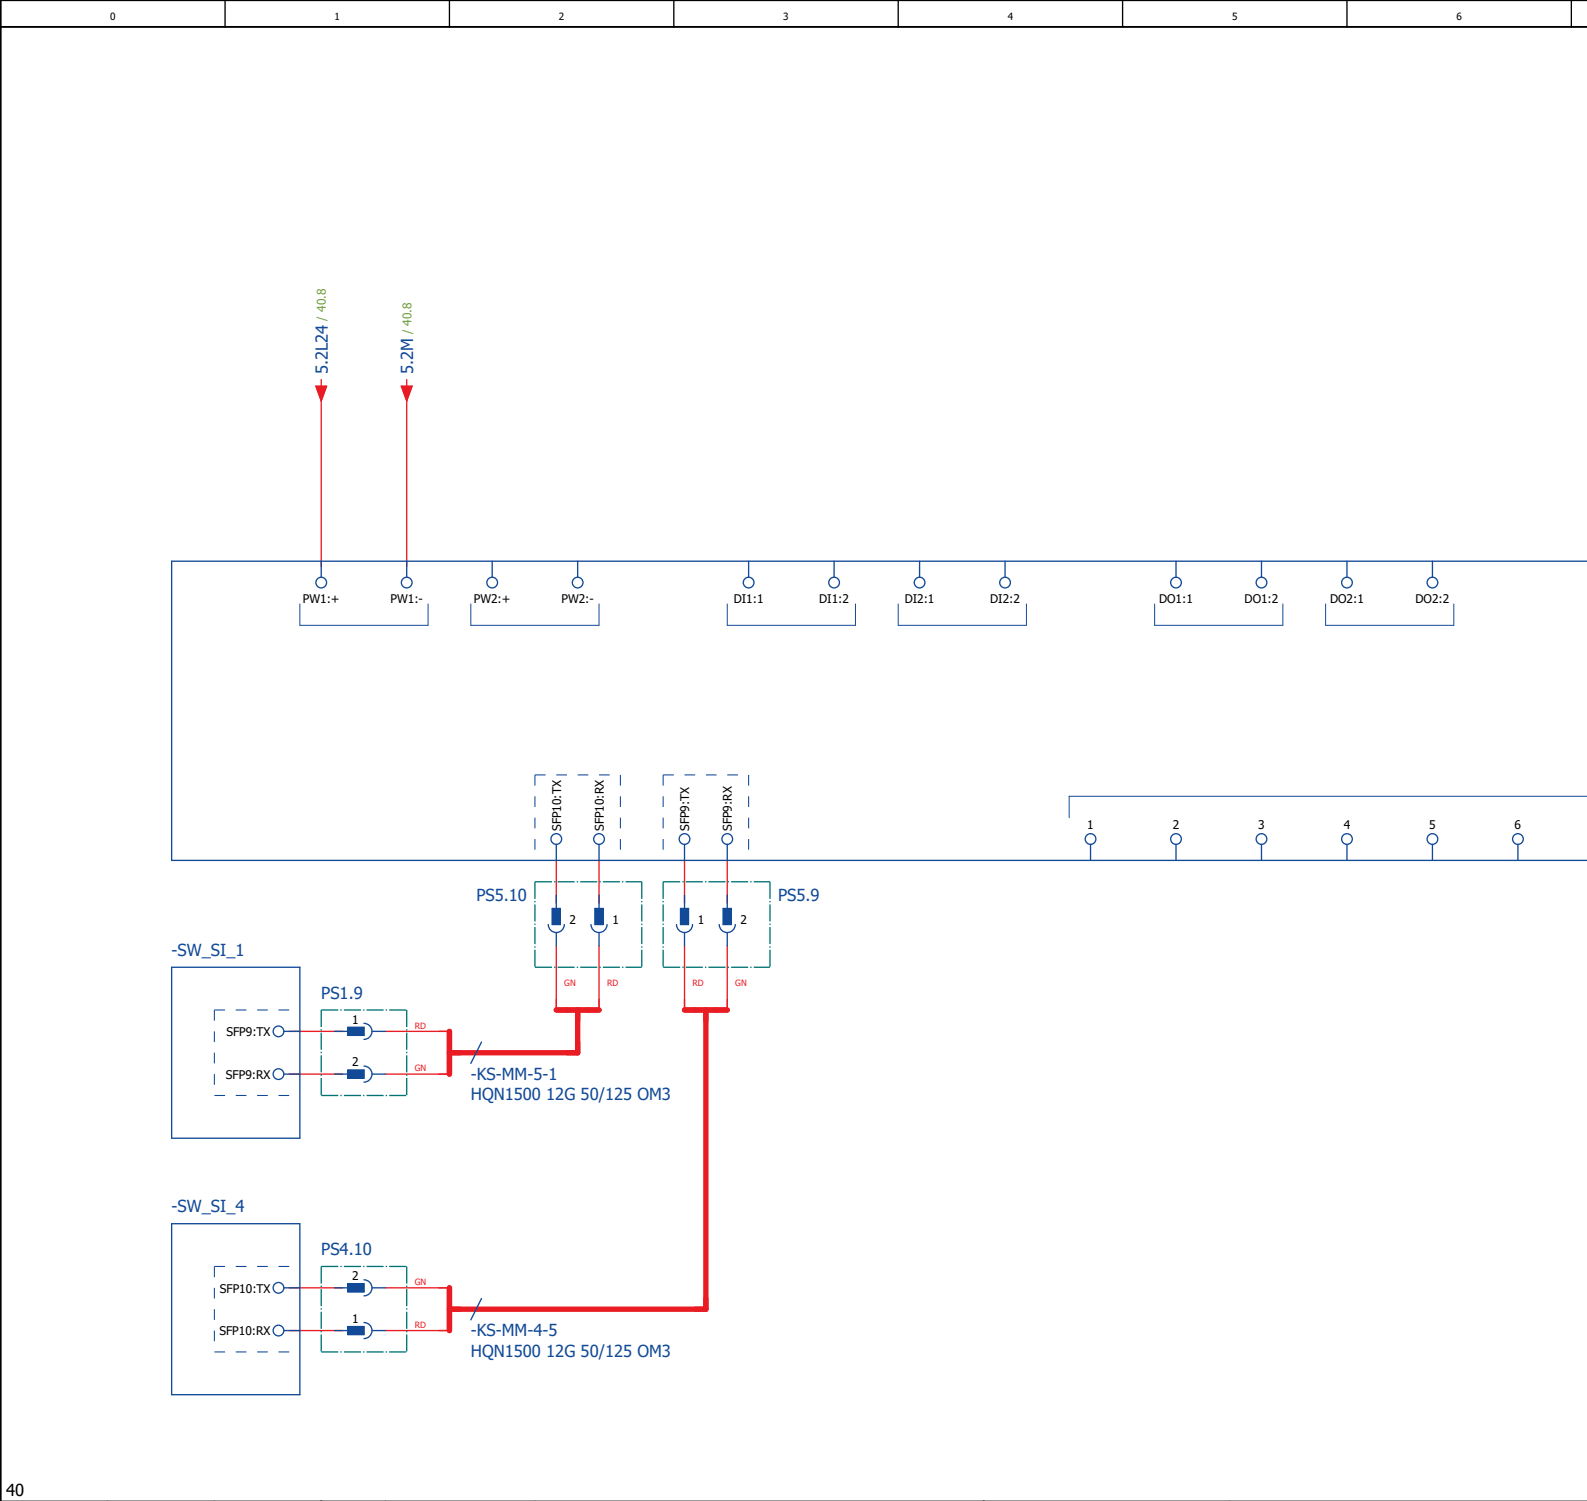 0 1 2 3 4 5 6
5.2L24 / 40.8
5.2M / 40.8
PW1:+ PW1:- PW2:+ PW2:- DI1:1 DI1:2 DI2:1 DI2:2 DO1:1 DO1:2 DO2:1 DO2:2
SFP10:TX SFP10:RX SFP9:TX SFP9:RX
1 2 3 4 5 6
PS5.10 2 1 1 2 PS5.9
GN RD RD GN
-SW_SI_1
PS1.9
SFP9:TX 1 RD
SFP9:RX 2 GN
-KS-MM-5-1
HQN1500 12G 50/125 OM3
-SW_SI_4
PS4.10
SFP10:TX 2 GN
SFP10:RX 1 RD
-KS-MM-4-5
HQN1500 12G 50/125 OM3
40